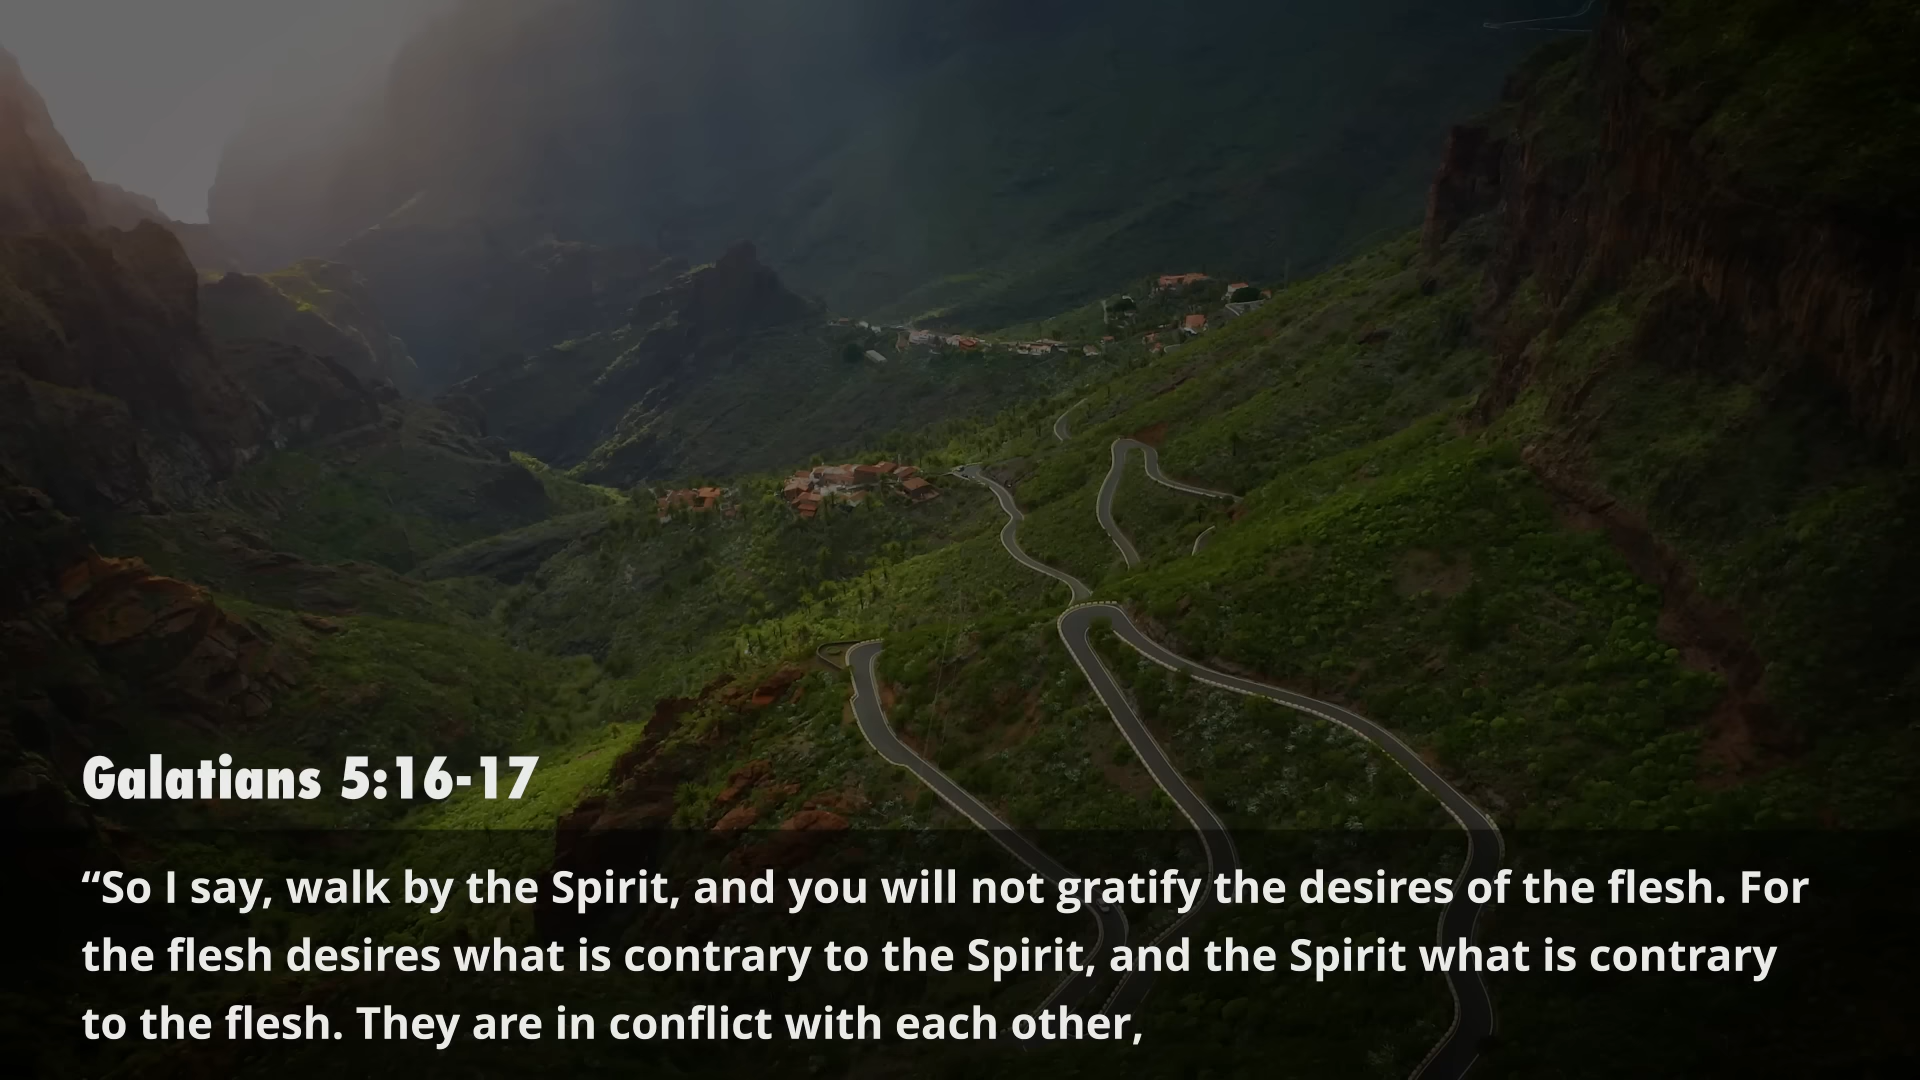 Galatians 5:16-17
“So I say, walk by the Spirit, and you will not gratify the desires of the flesh. For
the flesh desires what is contrary to the Spirit, and the Spirit what is contrary
to the flesh. They are in conflict with each other,